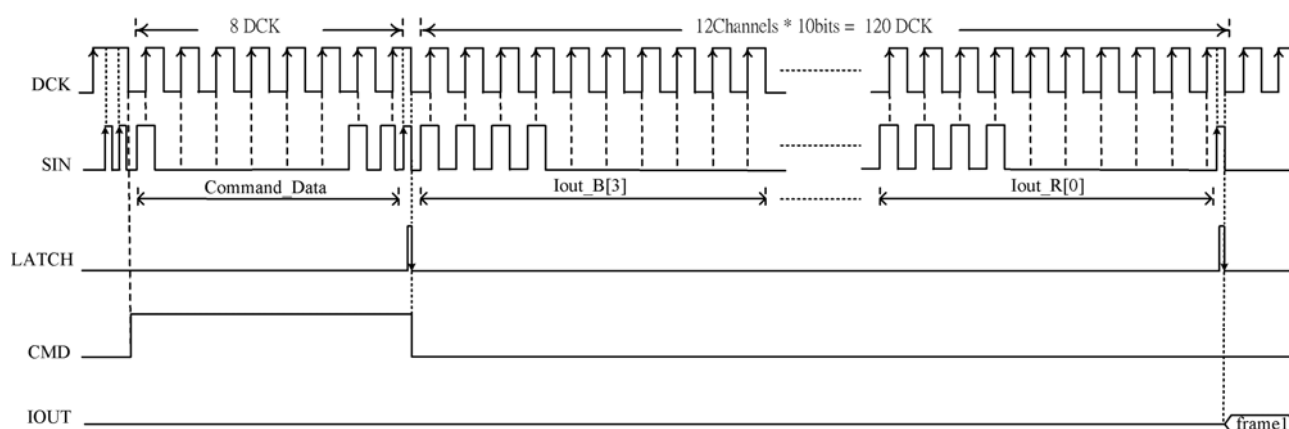 8 DCK
12Channels * 10bits = 120 DCK
DCK
SIN
Command_Data
Iout_B[3]
Iout_R[0]
LATCH
CMD
IOUT
frame1